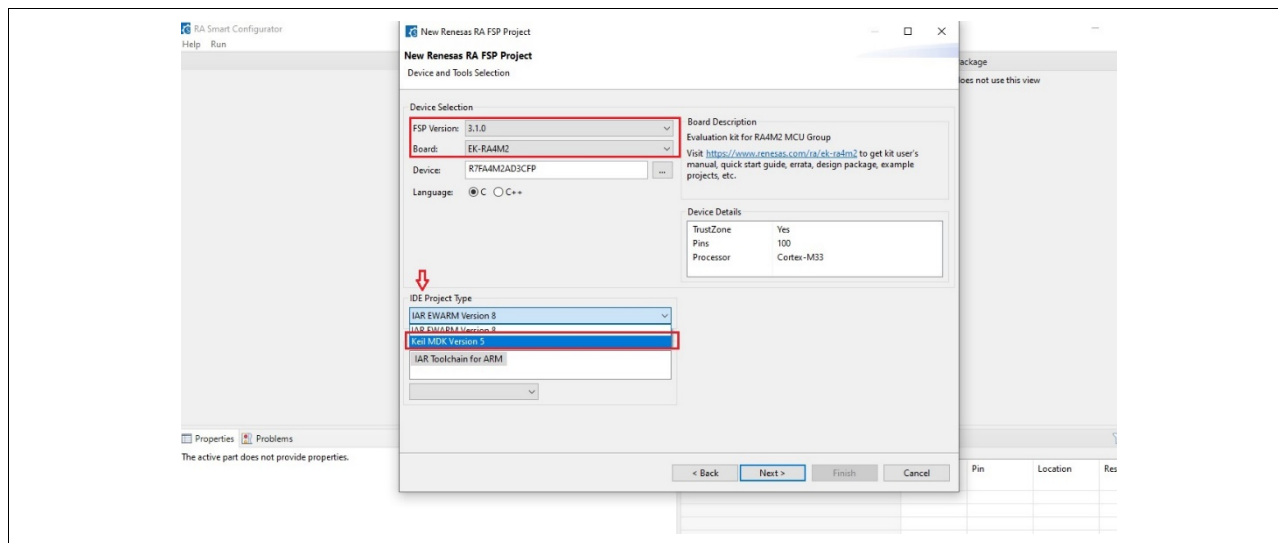 RA Smart Configurator
Help Run
New Renesas RA FSP Project
New Renesas RA FSP Project
Device and Tools Selection
Device Selection
FSP Version: 3.1.0
Board: EK-RA4M2
Device: R7FA4M2AD3CFP ...
Language: C C++
Board Description
Evaluation kit for RA4M2 MCU Group
Visit https://www.renesas.com/ra/ek-ra4m2 to get kit user's
manual, quick start guide, errata, design package, example
projects, etc.
Device Details
TrustZone Yes
Pins 100
Processor Cortex-M33
IDE Project Type
IAR EWARM Version 8
IAR EWARM Version 8
Keil MDK Version 5
IAR Toolchain for ARM
< Back Next > Finish Cancel
ackage
oes not use this view
Properties Problems
The active part does not provide properties.
Pin Location Res